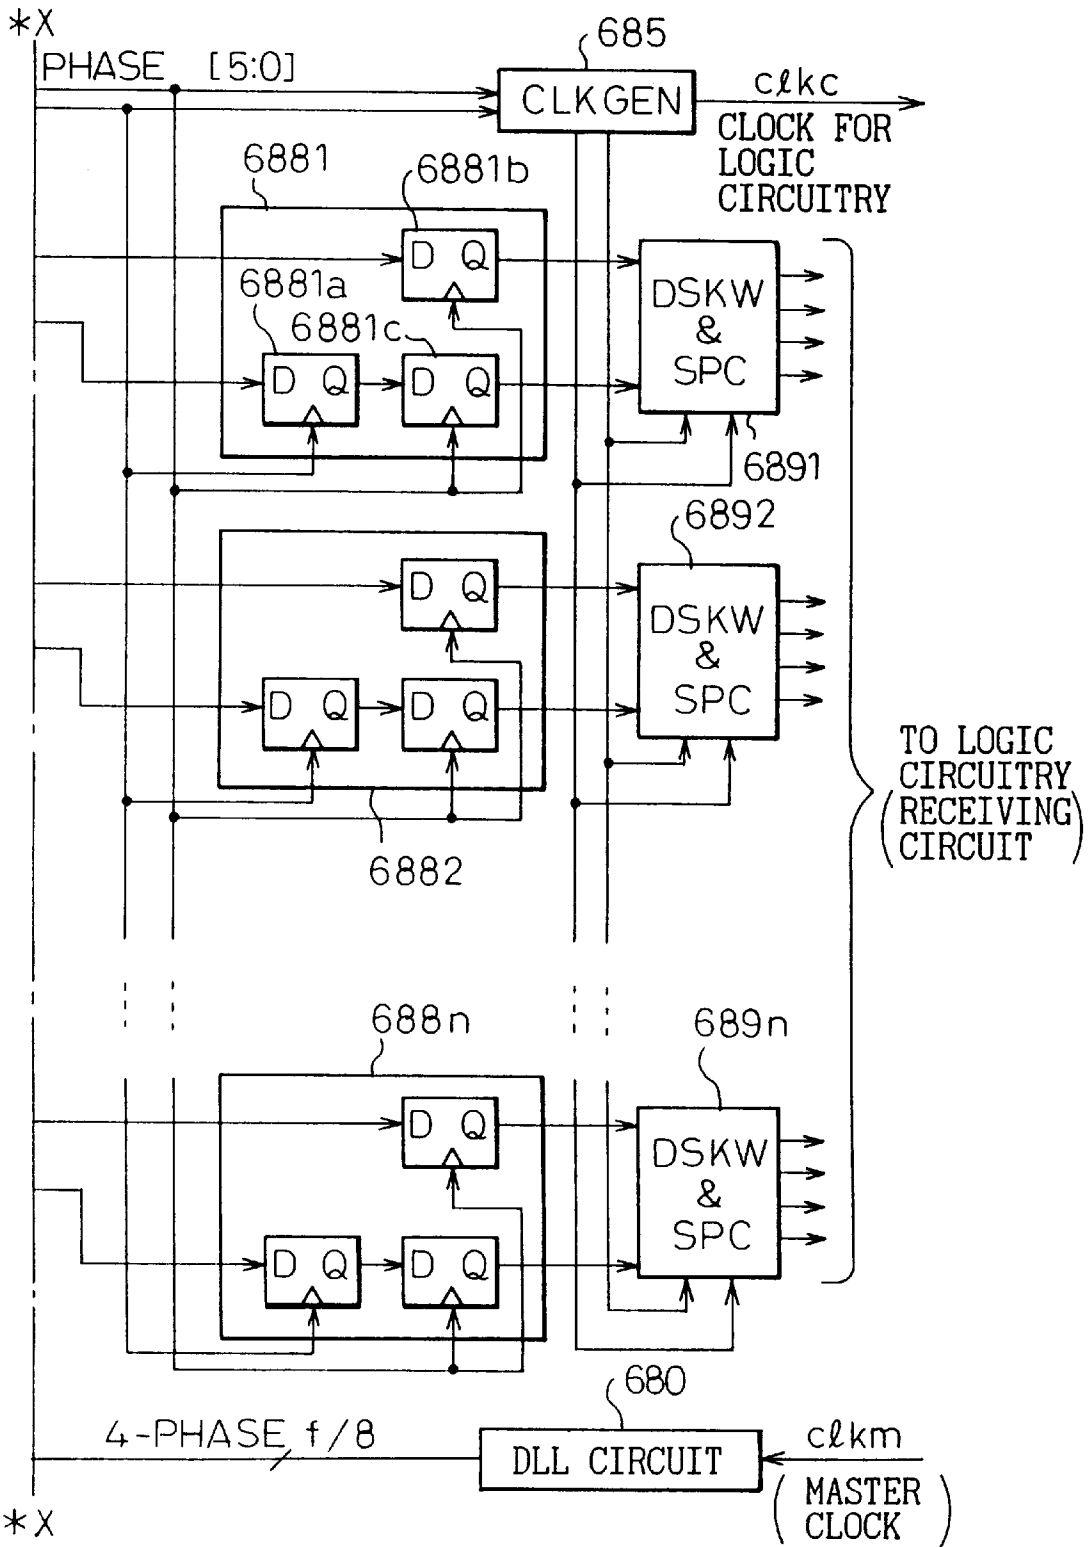 *X
685
PHASE [5:0]
CLKGEN
clkc
CLOCK FOR
LOGIC
CIRCUITRY
6881
6881b
D Q
6881a
6881c
D Q
D Q
DSKW
&
SPC
6891
6892
D Q
D Q
D Q
DSKW
&
SPC
6882
TO LOGIC
CIRCUITRY
(RECEIVING
CIRCUIT)
688n
689n
D Q
D Q
D Q
DSKW
&
SPC
680
4-PHASE f/8
DLL CIRCUIT
clkm
(MASTER
CLOCK)
*X